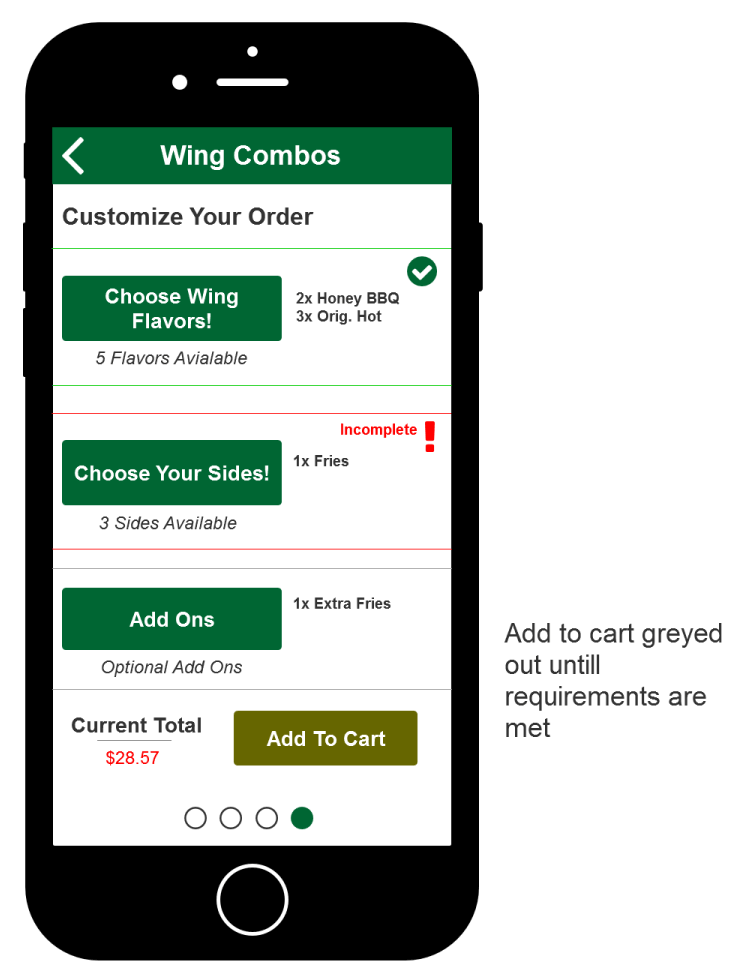 Wing Combos
Customize Your Order
Choose Wing
Flavors!
2x Honey BBQ
3x Orig. Hot
5 Flavors Avialable
Incomplete
Choose Your Sides!
1x Fries
3 Sides Available
Add Ons
1x Extra Fries
Optional Add Ons
Current Total
$28.57
Add To Cart
Add to cart greyed
out untill
requirements are
met